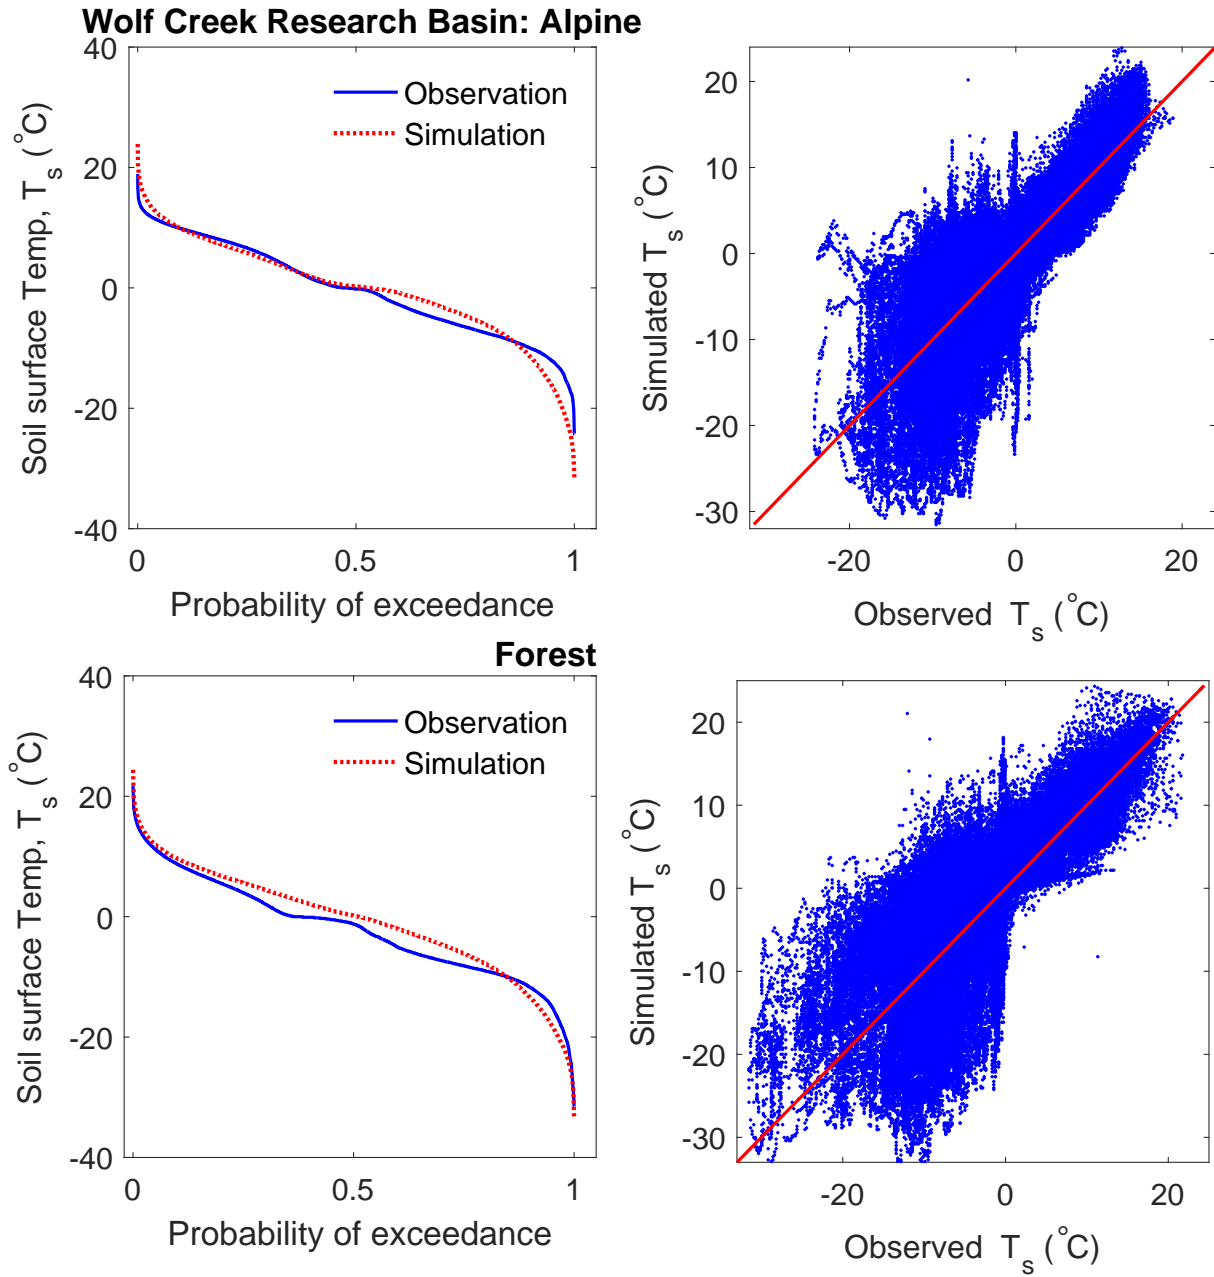 Wolf Creek Research Basin: Alpine
40
20
0
-20
-40
0
0.5
1
Soil surface Temp, T_s (°C)
Probability of exceedance
Observation
Simulation
20
10
0
-10
-20
-30
-20
0
20
Simulated T_s (°C)
Observed T_s (°C)
Forest
40
20
0
-20
-40
0
0.5
1
Soil surface Temp, T_s (°C)
Probability of exceedance
Observation
Simulation
20
10
0
-10
-20
-30
-20
0
20
Simulated T_s (°C)
Observed T_s (°C)